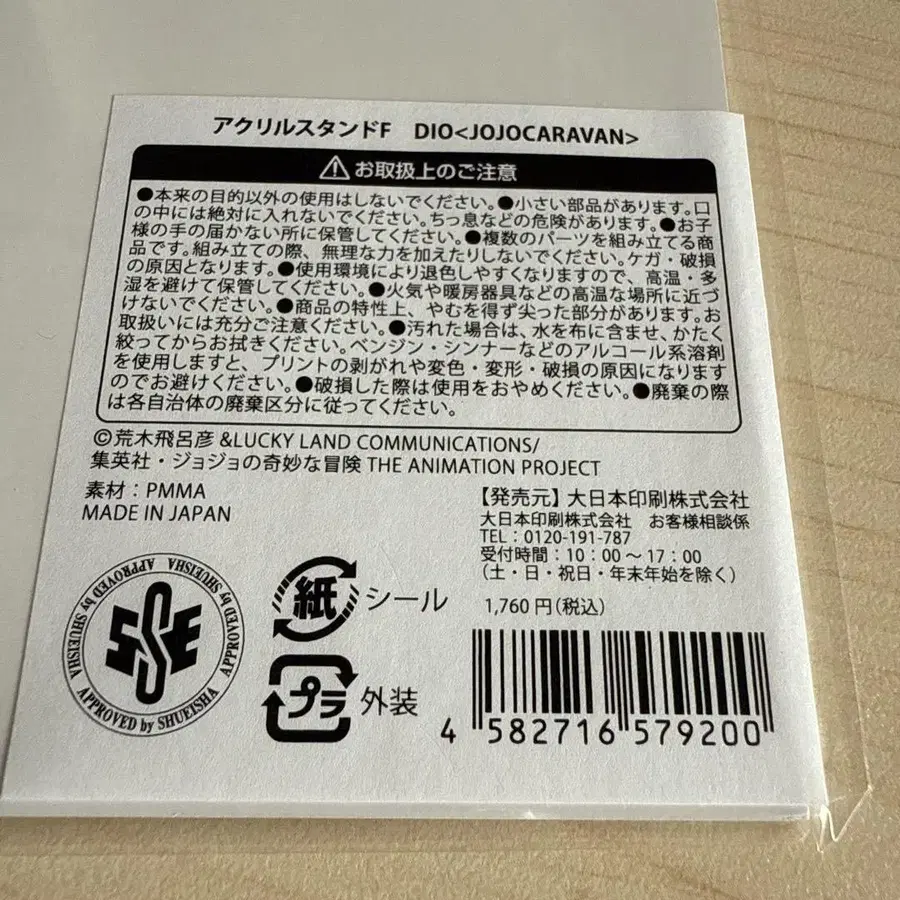 アクリルスタンドF　DIO<JOJOCARAVAN>
お取扱上のご注意
●本来の目的以外の使用はしないでください。●小さい部品があります。口
の中には絶対に入れないでください。ちっ息などの危険があります。●お子
様の手の届かない所に保管してください。●複数のパーツを組み立てる商
品です。組み立ての際、無理な力を加えたりしないでください。ケガ・破損
の原因となります。●使用環境により退色しやすくなりますので、高温・多
湿を避けて保管してください。●火気や暖房器具などの高温な場所に近づ
けないでください。●商品の特性上、やむを得ず尖った部分があります。お
取扱いには充分ご注意ください。●汚れた場合は、水を布に含ませ、かたく
絞ってからお拭きください。ベンジン・シンナーなどのアルコール系溶剤
を使用しますと、プリントの剥がれや変色・変形・破損の原因になります
のでお避けください。●破損した際は使用をおやめください。●廃棄の際
は各自治体の廃棄区分に従ってください。
©荒木飛呂彦 &LUCKY LAND COMMUNICATIONS/
集英社・ジョジョの奇妙な冒険 THE ANIMATION PROJECT
素材：PMMA
MADE IN JAPAN
【発売元】大日本印刷株式会社
大日本印刷株式会社　お客様相談係
TEL：0120-191-787
受付時間：10：00～17：00
（土・日・祝日・年末年始を除く）
1,760円（税込）
APPROVED by SHUEISHA APPROVED by SHUEISHA APPROVED by SHUEISHA
SE
紙 シール
プラ 外装
4 582716 579200